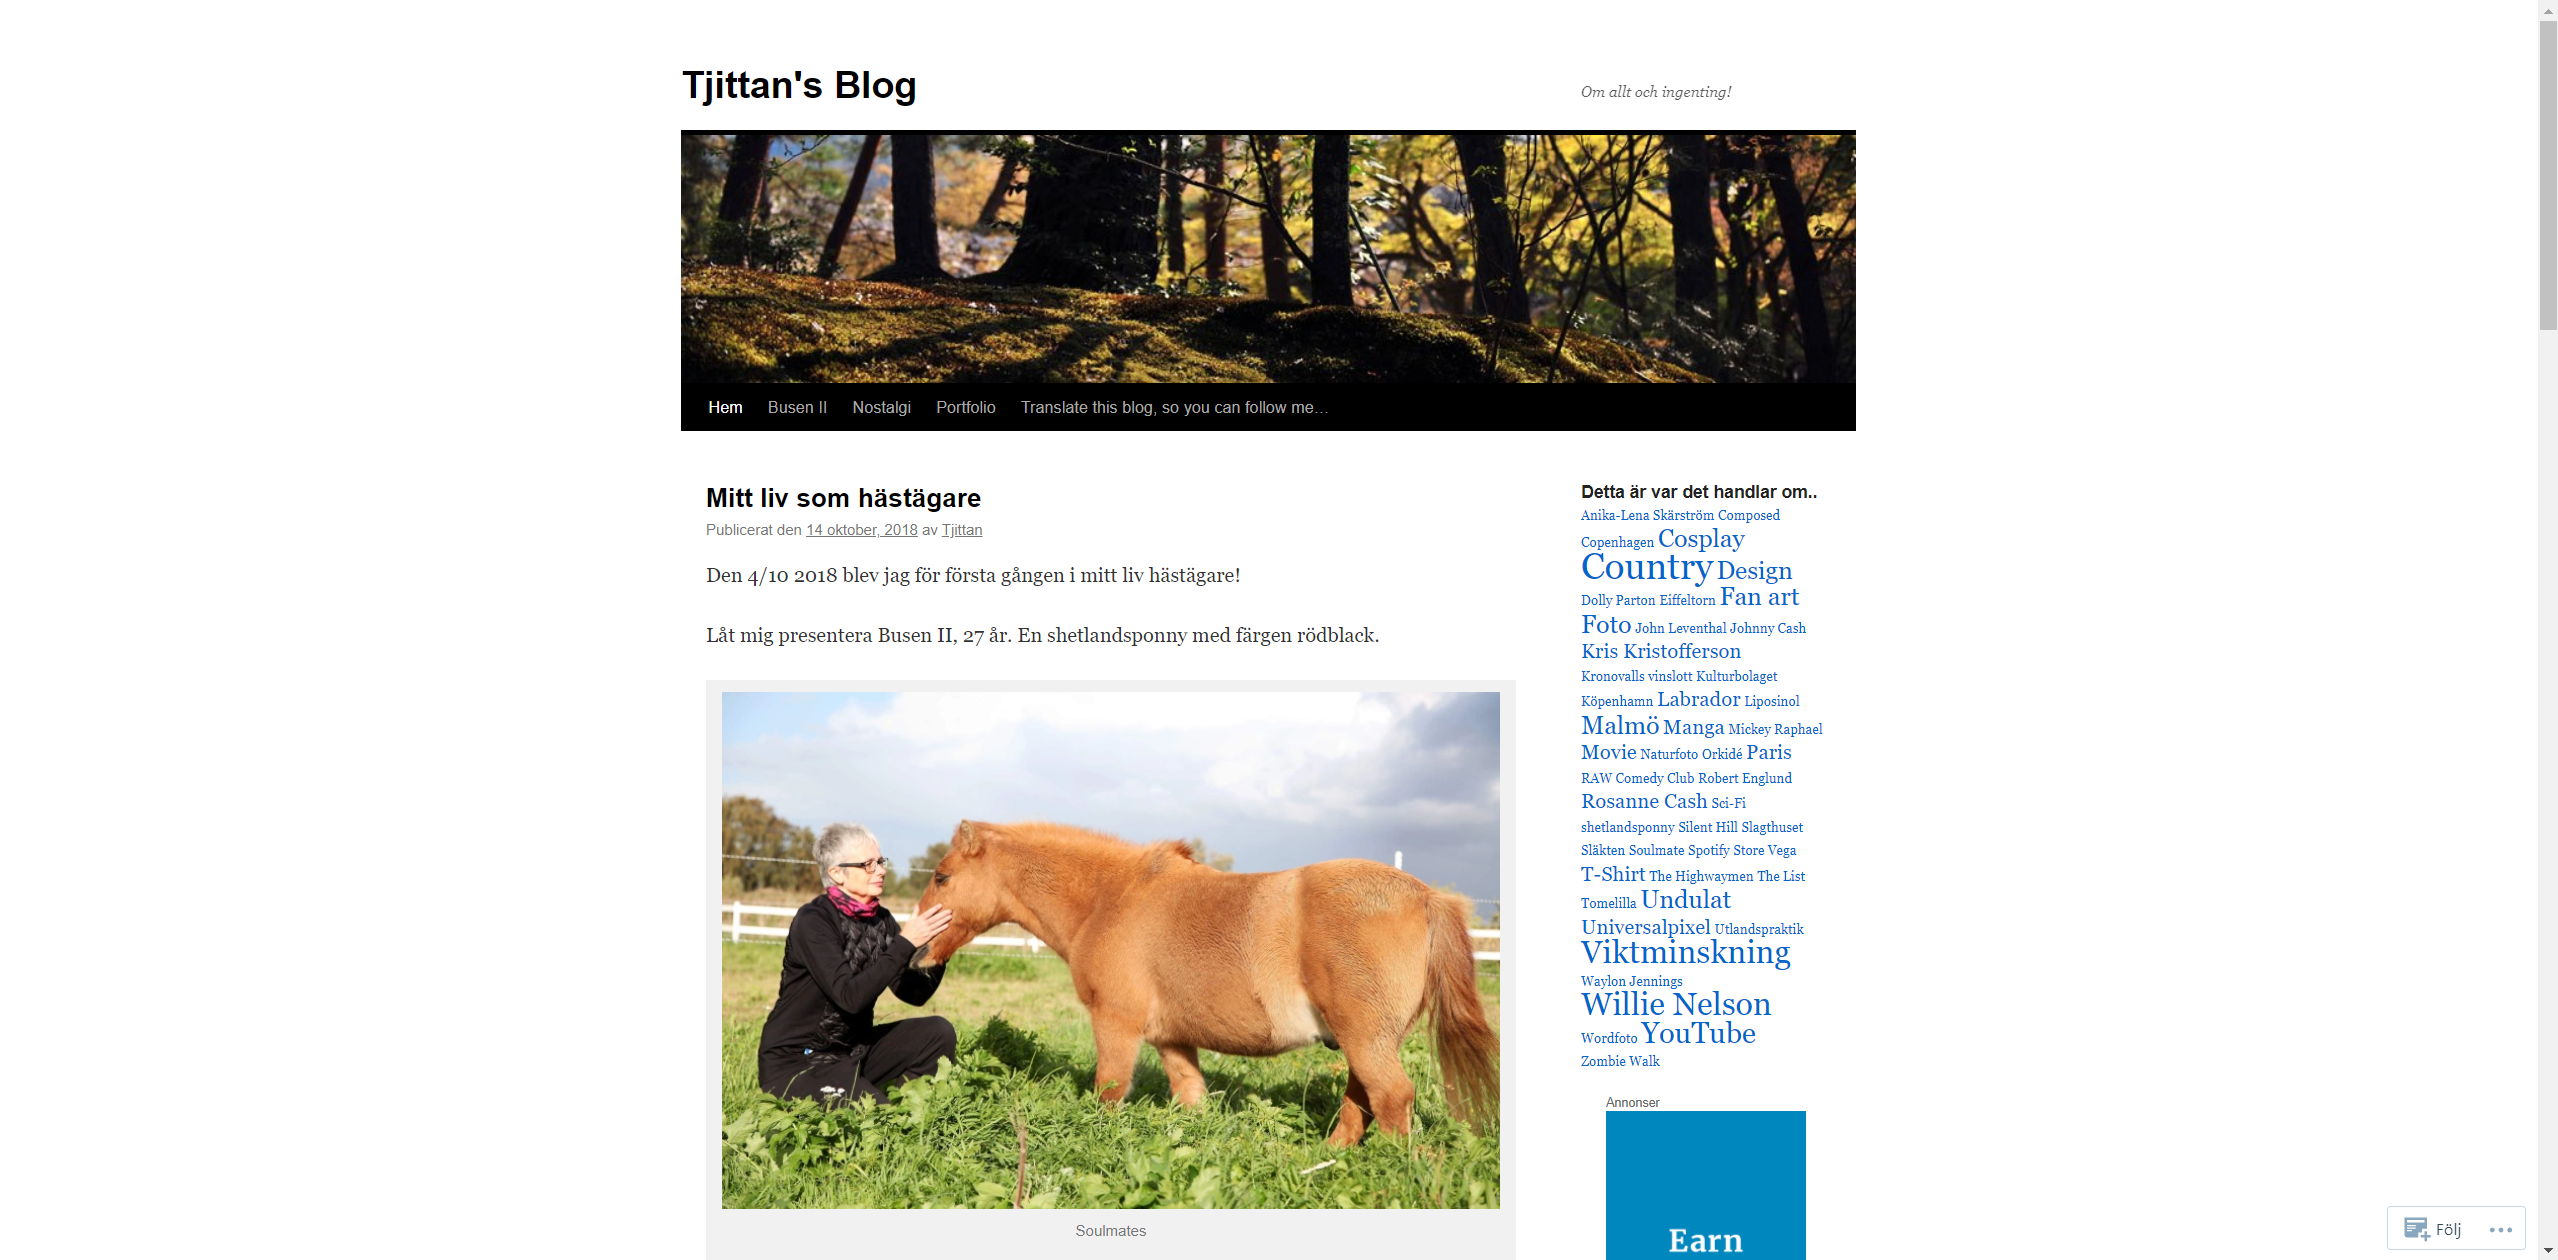 Tjittan's Blog
Om allt och ingenting!
Hem Busen II Nostalgi Portfolio Translate this blog, so you can follow me…
Mitt liv som hästägare
Publicerat den 14 oktober, 2018 av Tjittan
Den 4/10 2018 blev jag för första gången i mitt liv hästägare!
Låt mig presentera Busen II, 27 år. En shetlandsponny med färgen rödblack.
Soulmates
Detta är var det handlar om..
Anika-Lena Skärström Composed
Copenhagen Cosplay
Country Design
Dolly Parton Eiffeltorn Fan art
Foto John Leventhal Johnny Cash
Kris Kristofferson
Kronovalls vinslott Kulturbolaget
Köpenhamn Labrador Liposinol
Malmö Manga Mickey Raphael
Movie Naturfoto Orkidé Paris
RAW Comedy Club Robert Englund
Rosanne Cash Sci-Fi
shetlandsponny Silent Hill Slagthuset
Släkten Soulmate Spotify Store Vega
T-Shirt The Highwaymen The List
Tomelilla Undulat
Universalpixel Utlandspraktik
Viktminskning
Waylon Jennings
Willie Nelson
Wordfoto YouTube
Zombie Walk
Annonser
Earn
Följ